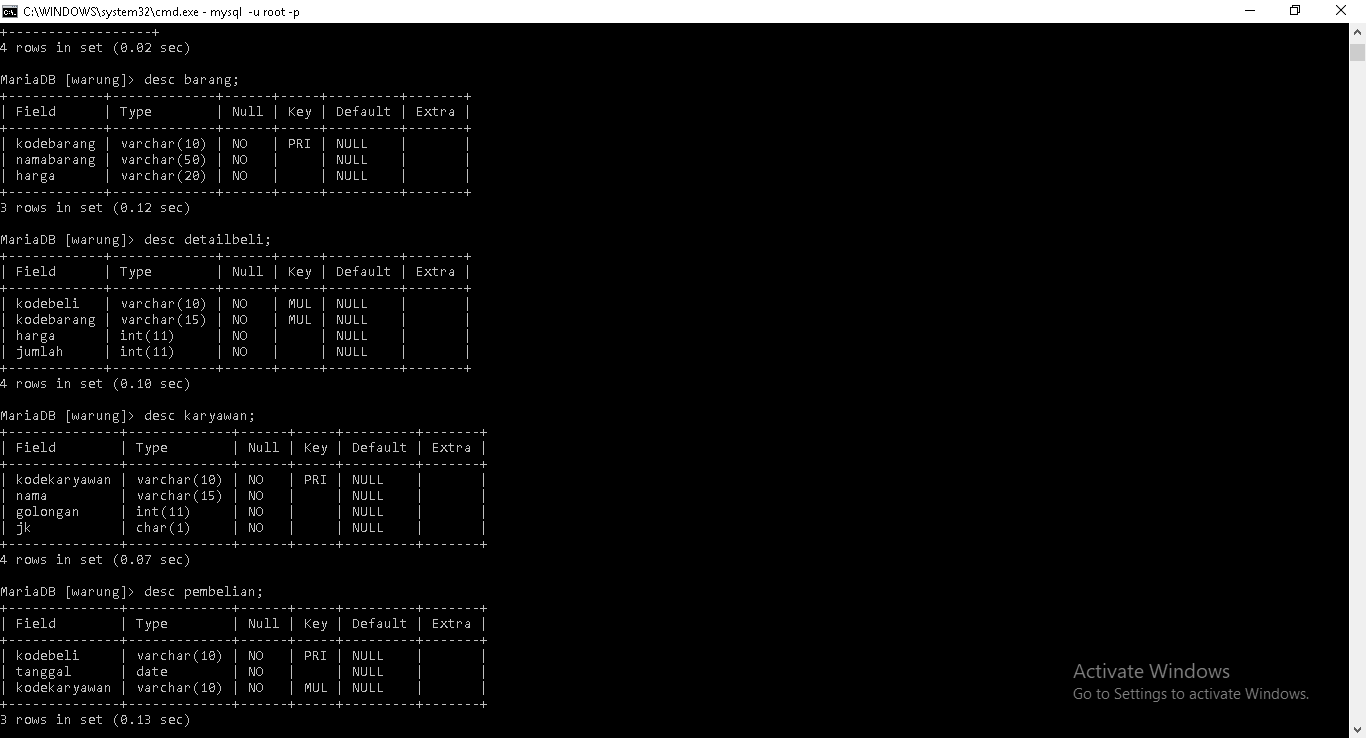 C:\WINDOWS\system32\cmd.exe - mysql -u root -p
+-------------------+
4 rows in set (0.02 sec)
MariaDB [warung]> desc barang;
+------------+-------------+------+-----+---------+-------+
| Field      | Type        | Null | Key | Default | Extra |
+------------+-------------+------+-----+---------+-------+
| kodebarang | varchar(10) | NO   | PRI | NULL    |       |
| namabarang | varchar(50) | NO   |     | NULL    |       |
| harga      | varchar(20) | NO   |     | NULL    |       |
+------------+-------------+------+-----+---------+-------+
3 rows in set (0.12 sec)
MariaDB [warung]> desc detailbeli;
+------------+-------------+------+-----+---------+-------+
| Field      | Type        | Null | Key | Default | Extra |
+------------+-------------+------+-----+---------+-------+
| kodebeli   | varchar(10) | NO   | MUL | NULL    |       |
| kodebarang | varchar(15) | NO   | MUL | NULL    |       |
| harga      | int(11)     | NO   |     | NULL    |       |
| jumlah     | int(11)     | NO   |     | NULL    |       |
+------------+-------------+------+-----+---------+-------+
4 rows in set (0.10 sec)
MariaDB [warung]> desc karyawan;
+--------------+-------------+------+-----+---------+-------+
| Field        | Type        | Null | Key | Default | Extra |
+--------------+-------------+------+-----+---------+-------+
| kodekaryawan | varchar(10) | NO   | PRI | NULL    |       |
| nama         | varchar(15) | NO   |     | NULL    |       |
| golongan     | int(11)     | NO   |     | NULL    |       |
| jk           | char(1)     | NO   |     | NULL    |       |
+--------------+-------------+------+-----+---------+-------+
4 rows in set (0.07 sec)
MariaDB [warung]> desc pembelian;
+--------------+-------------+------+-----+---------+-------+
| Field        | Type        | Null | Key | Default | Extra |
+--------------+-------------+------+-----+---------+-------+
| kodebeli     | varchar(10) | NO   | PRI | NULL    |       |
| tanggal      | date        | NO   |     | NULL    |       |
| kodekaryawan | varchar(10) | NO   | MUL | NULL    |       |
+--------------+-------------+------+-----+---------+-------+
3 rows in set (0.13 sec)
Activate Windows
Go to Settings to activate Windows.